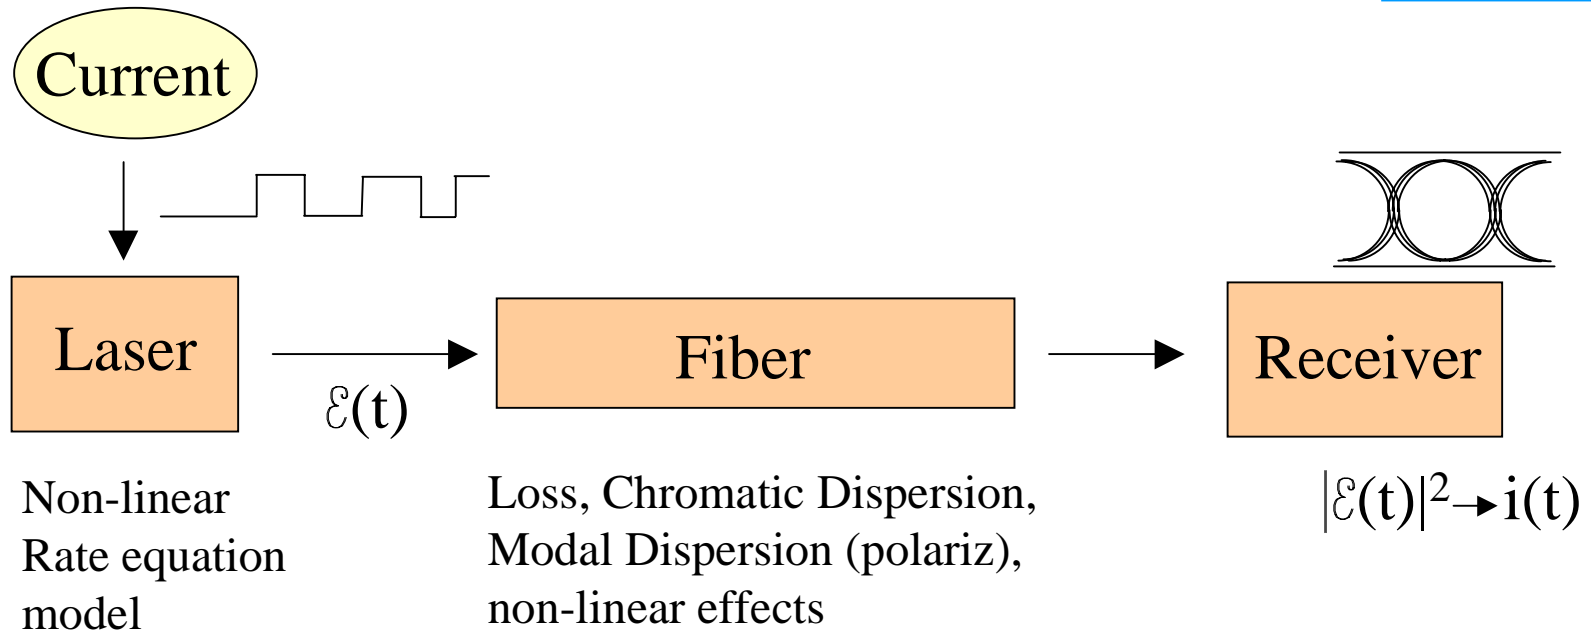 Current
Laser
ℰ(t)
Fiber
Receiver
Non-linear
Rate equation
model
Loss, Chromatic Dispersion,
Modal Dispersion (polariz),
non-linear effects
|ℰ(t)|²→i(t)